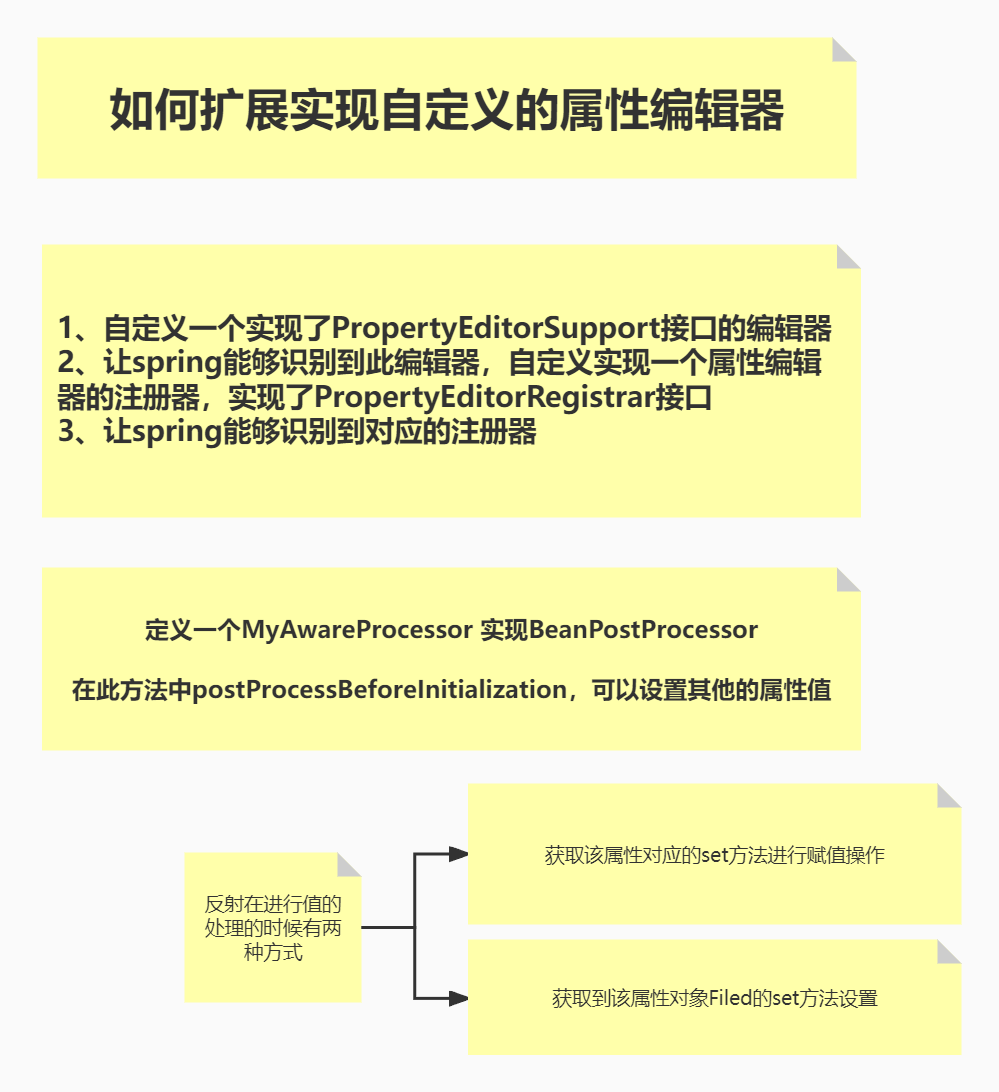 如何扩展实现自定义的属性编辑器
1、自定义一个实现了PropertyEditorSupport接口的编辑器
2、让spring能够识别到此编辑器，自定义实现一个属性编辑
器的注册器，实现了PropertyEditorRegistrar接口
3、让spring能够识别到对应的注册器
定义一个MyAwareProcessor 实现BeanPostProcessor
在此方法中postProcessBeforeInitialization，可以设置其他的属性值
反射在进行值的
处理的时候有两
种方式
获取该属性对应的set方法进行赋值操作
获取到该属性对象Filed的set方法设置